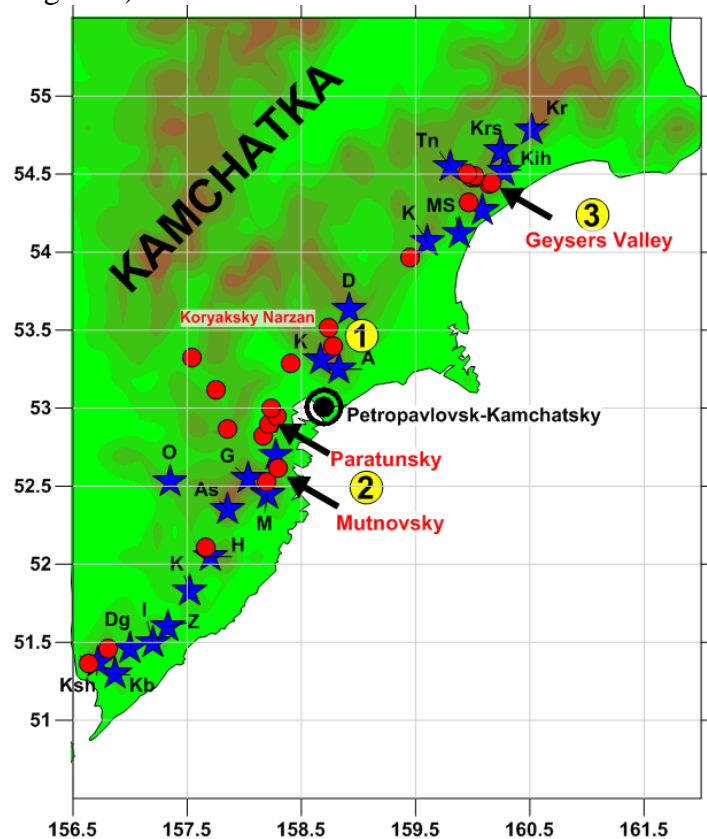 55
Kr
KAMCHATKA
Krs
Tn
Kih
54.5
MS
K
3
Geysers Valley
54
D
53.5
Koryaksky Narzan
1
K
A
53
Petropavlovsk-Kamchatsky
O
G
Paratunsky
52.5
As
2
M
Mutnovsky
H
52
K
I
Dg
Z
51.5
Ksh
Kb
51
156.5
157.5
158.5
159.5
160.5
161.5